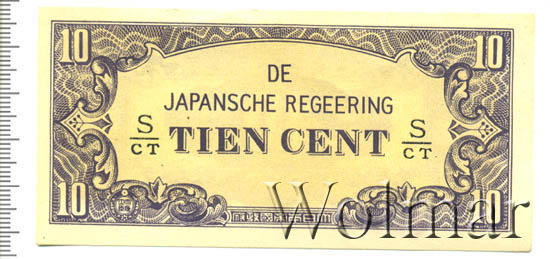 10 10
DE
JAPANSCHE REGEERING
S/CT TIEN CENT S/CT
10 10
Wolmar